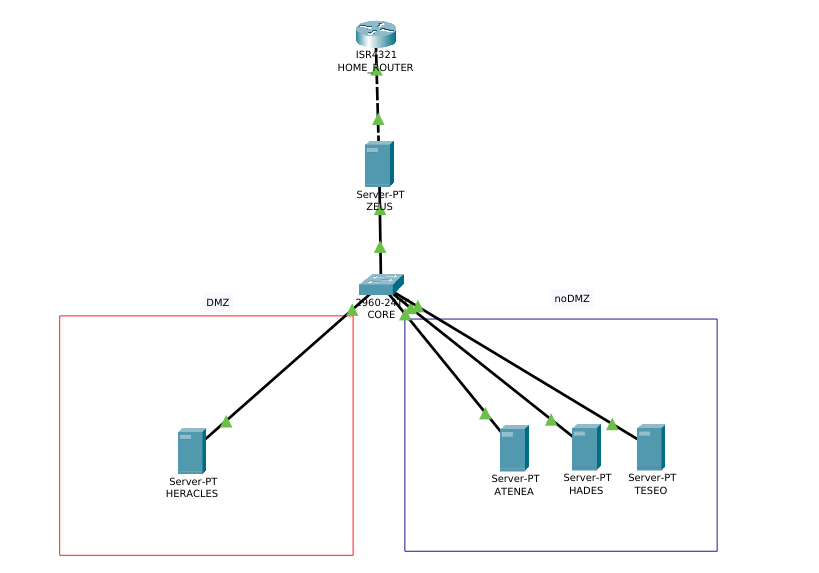 ISR4321
HOME_ROUTER
Server-PT
ZEUS
2960-24TT
CORE
DMZ
noDMZ
Server-PT
HERACLES
Server-PT
ATENEA
Server-PT
HADES
Server-PT
TESEO